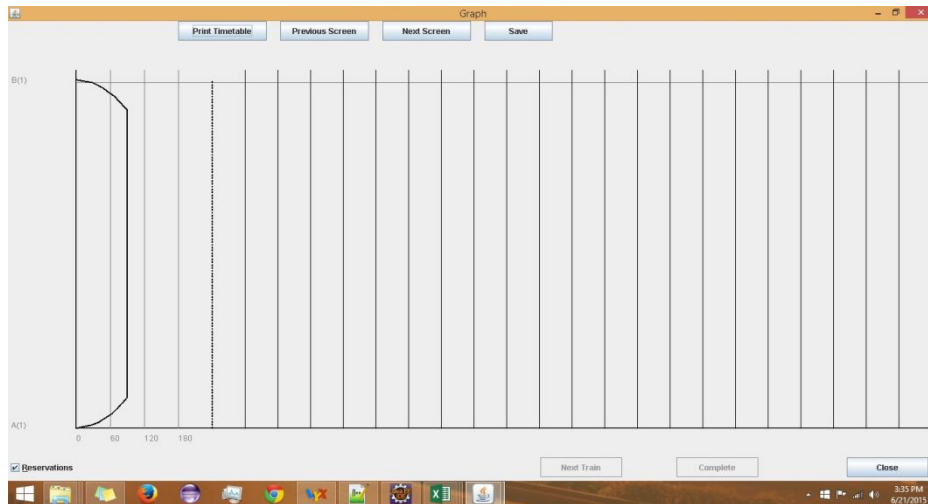 Graph
Print Timetable Previous Screen Next Screen Save
B(1)
A(1)
0 60 120 180
Reservations
Next Train Complete Close
3:35 PM
6/21/2015